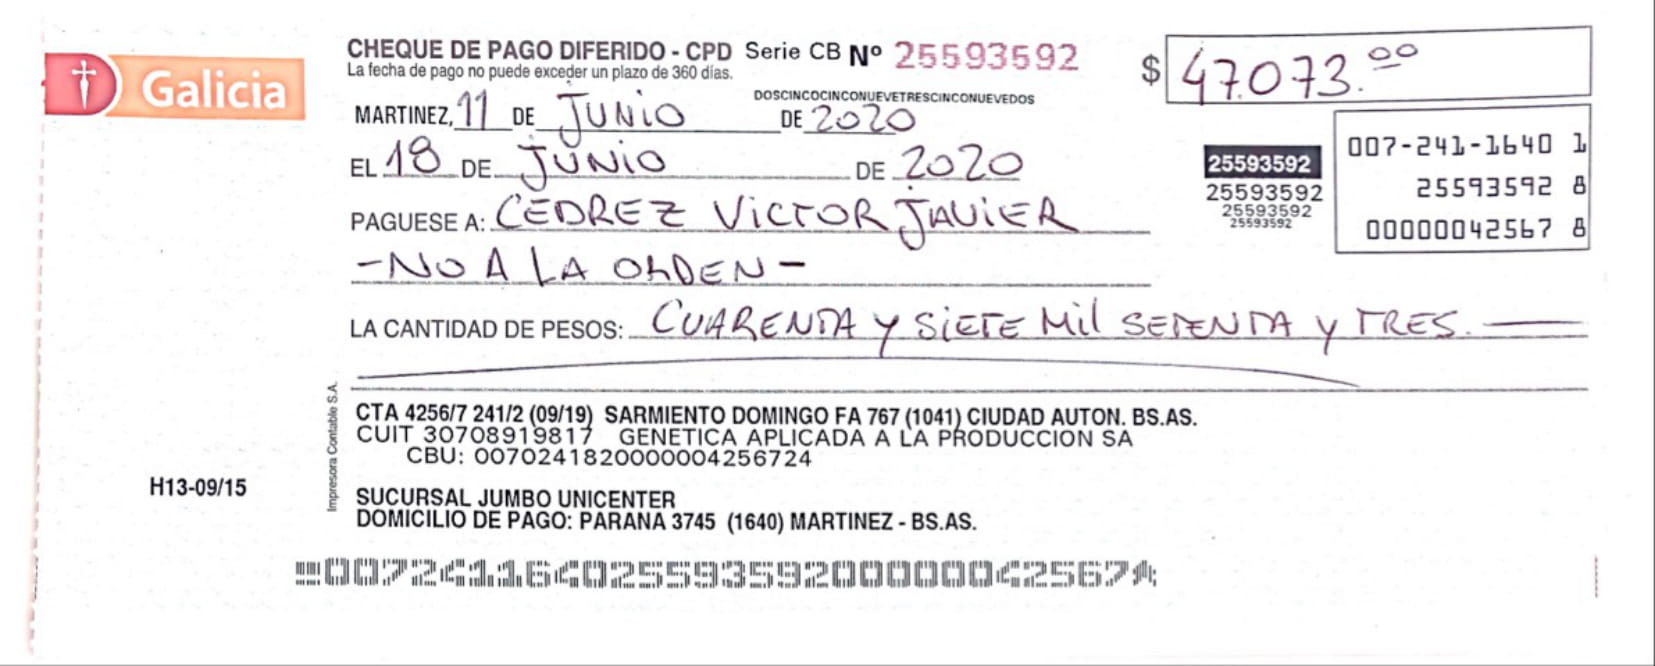 Galicia
CHEQUE DE PAGO DIFERIDO - CPD Serie CB Nº 25593592
La fecha de pago no puede exceder un plazo de 360 días.
$ 47.073.00
DOSCINCOCINCONUEVETRESCINCONUEVEDOS
MARTINEZ, 11 DE JUNIO DE 2020
EL 18 DE JUNIO DE 2020
007-241-1640 1
25593592 8
00000042567 8
25593592
25593592
25593592
25593592
PAGUESE A: CEDREZ VICTOR JAVIER
-NO A LA ORDEN-
LA CANTIDAD DE PESOS: CUARENTA Y SIETE Mil SETENTA Y TRES.
Impresora Contable S.A.
CTA 4256/7 241/2 (09/19) SARMIENTO DOMINGO FA 767 (1041) CIUDAD AUTON. BS.AS.
CUIT 30708919817 GENETICA APLICADA A LA PRODUCCION SA
CBU: 0070241820000004256724
H13-09/15
SUCURSAL JUMBO UNICENTER
DOMICILIO DE PAGO: PARANA 3745 (1640) MARTINEZ - BS.AS.
00724116402559359200000042567